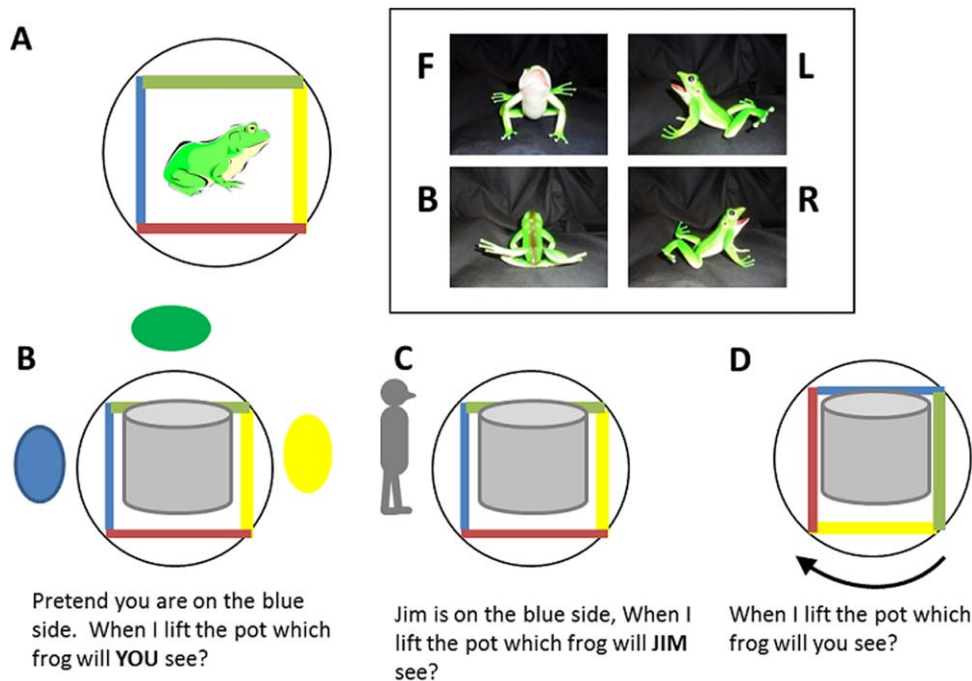 A
F
L
B
R
B
C
D
Pretend you are on the blue
side. When I lift the pot which
frog will YOU see?
Jim is on the blue side, When I
lift the pot which frog will JIM
see?
When I lift the pot which
frog will you see?